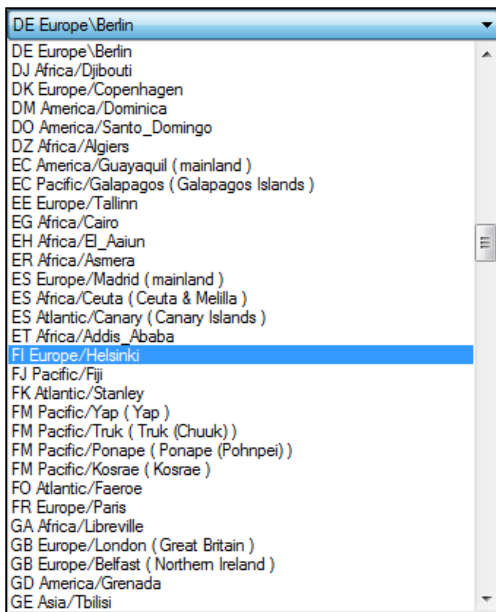 DE Europe\Berlin
DE Europe\Berlin
DJ Africa/Djibouti
DK Europe/Copenhagen
DM America/Dominica
DO America/Santo_Domingo
DZ Africa/Algiers
EC America/Guayaquil ( mainland )
EC Pacific/Galapagos ( Galapagos Islands )
EE Europe/Tallinn
EG Africa/Cairo
EH Africa/El_Aaiun
ER Africa/Asmera
ES Europe/Madrid ( mainland )
ES Africa/Ceuta ( Ceuta & Melilla )
ES Atlantic/Canary ( Canary Islands )
ET Africa/Addis_Ababa
FI Europe/Helsinki
FJ Pacific/Fiji
FK Atlantic/Stanley
FM Pacific/Yap ( Yap )
FM Pacific/Truk ( Truk (Chuuk) )
FM Pacific/Ponape ( Ponape (Pohnpei) )
FM Pacific/Kosrae ( Kosrae )
FO Atlantic/Faeroe
FR Europe/Paris
GA Africa/Libreville
GB Europe/London ( Great Britain )
GB Europe/Belfast ( Northern Ireland )
GD America/Grenada
GE Asia/Tbilisi